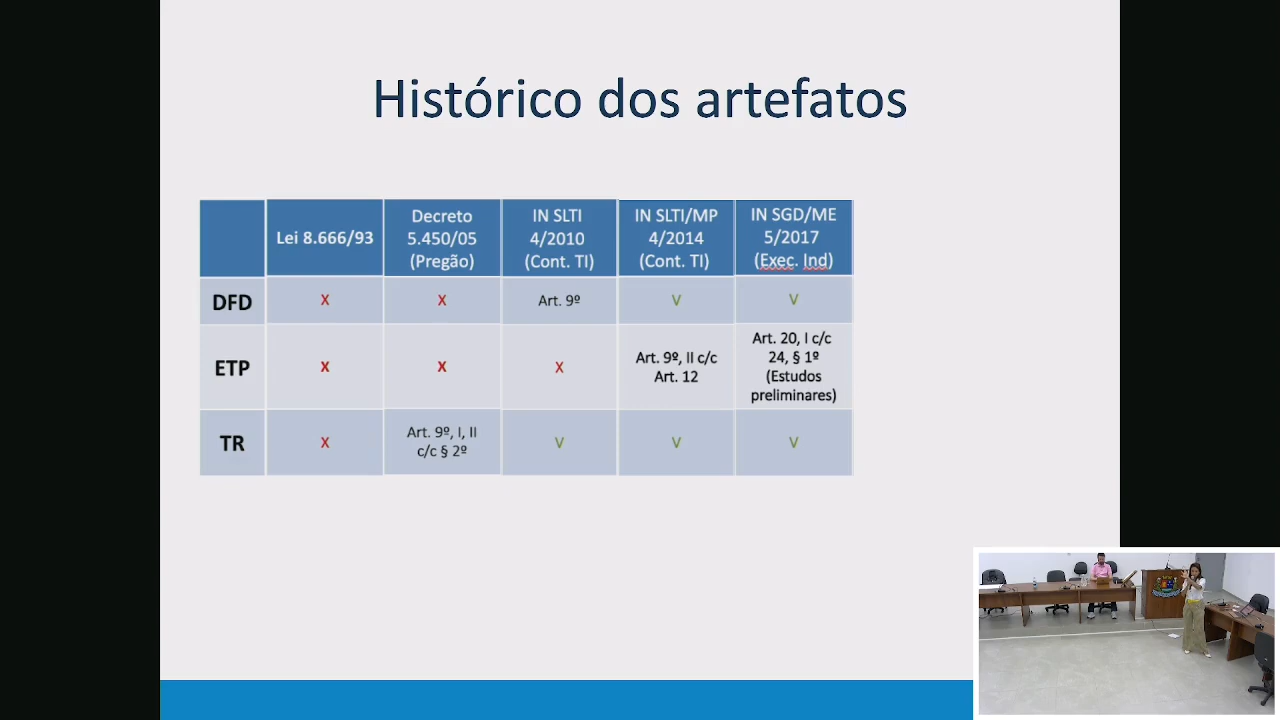 Histórico dos artefatos
Lei 8.666/93
Decreto
5.450/05
(Pregão)
IN SLTI
4/2010
(Cont. TI)
IN SLTI/MP
4/2014
(Cont. TI)
IN SGD/ME
5/2017
(Exec. Ind)
DFD
X
X
Art. 9º
V
V
ETP
X
X
X
Art. 9º, II c/c
Art. 12
Art. 20, I c/c
24, § 1º
(Estudos
preliminares)
TR
X
Art. 9º, I, II
c/c § 2º
V
V
V